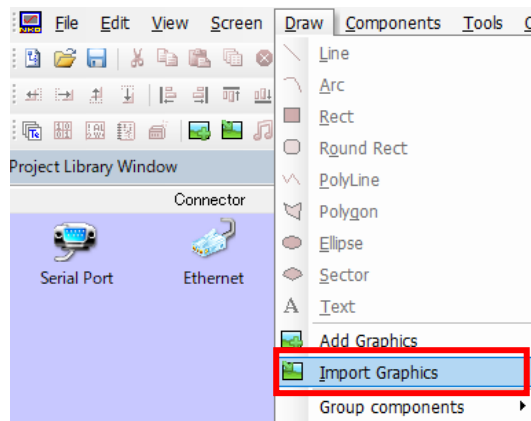 File Edit View Screen Draw Components Tools
Line
Arc
Rect
Round Rect
PolyLine
Polygon
Ellipse
Sector
A Text
Add Graphics
Import Graphics
Group components
Project Library Window
Connector
Serial Port Ethernet